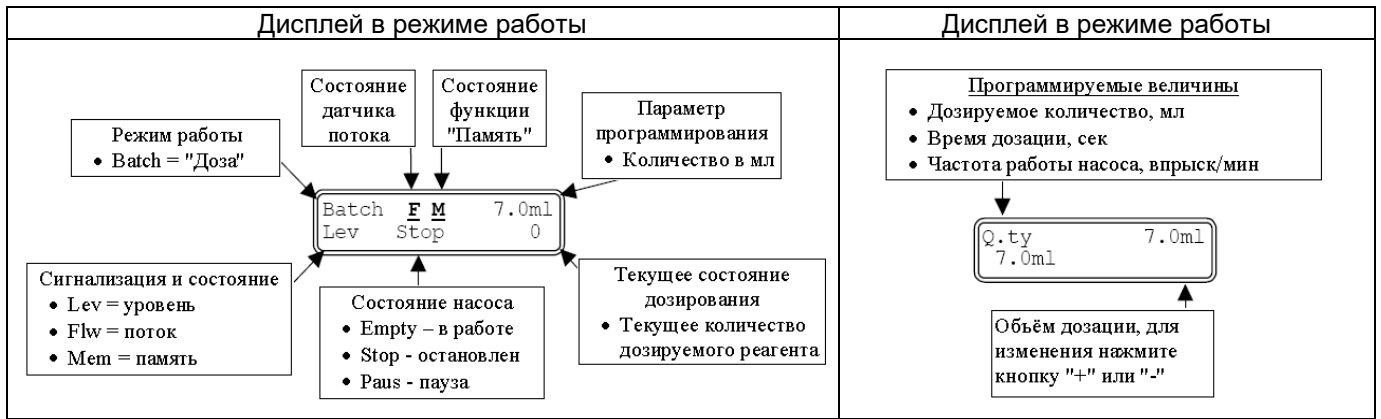 Дисплей в режиме работы
Состояние
датчика
потока
Состояние
функции
"Память"
Параметр
программирования
• Количество в мл
Режим работы
• Batch = "Доза"
Batch F M 7.0ml
Lev Stop 0
Сигнализация и состояние
• Lev = уровень
• Flw = поток
• Mem = память
Состояние насоса
• Empty – в работе
• Stop - остановлен
• Paus - пауза
Текущее состояние
дозирования
• Текущее количество
дозируемого реагента
Дисплей в режиме работы
Программируемые величины
• Дозируемое количество, мл
• Время дозации, сек
• Частота работы насоса, впрыск/мин
Q.ty 7.0ml
7.0ml
Обьём дозации, для
изменения нажмите
кнопку "+" или "-"